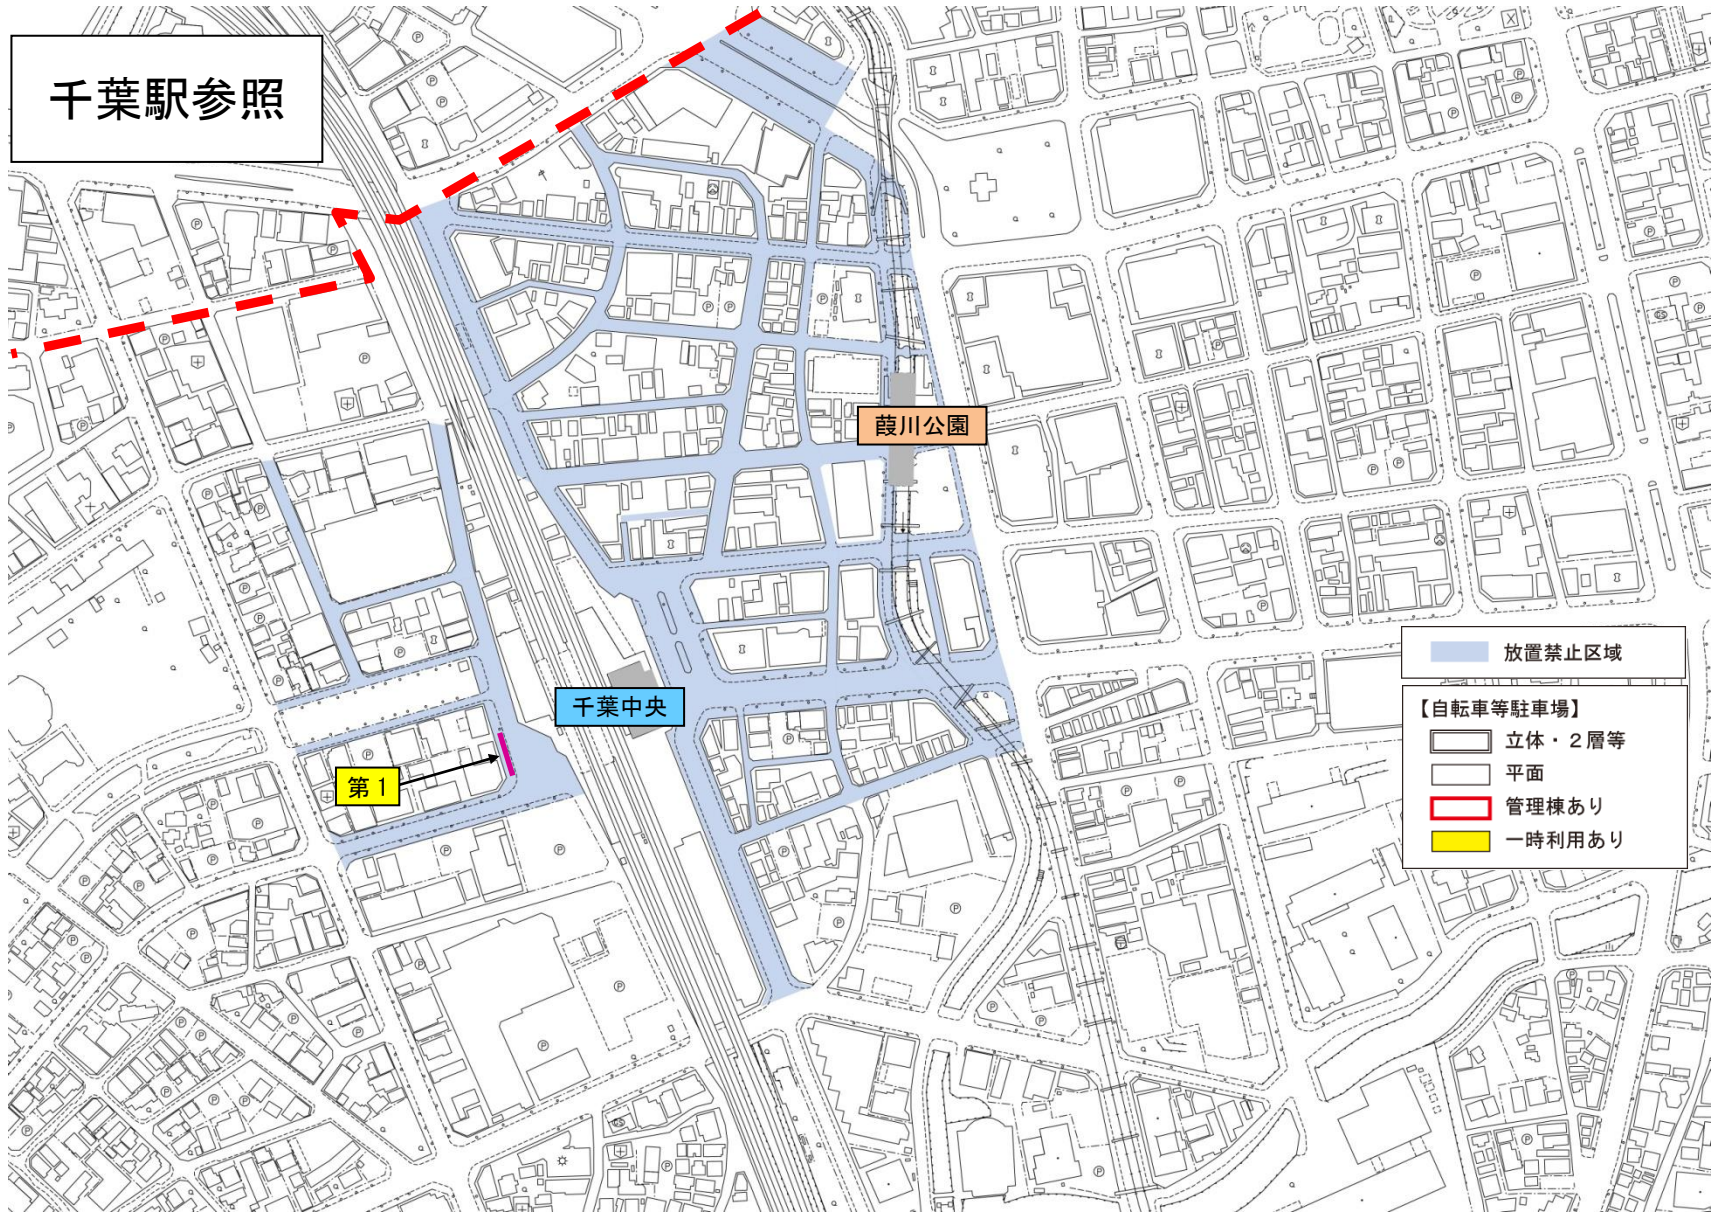 千葉駅参照
葭川公園
千葉中央
第1
放置禁止区域
【自転車等駐車場】
立体・2層等
平面
管理棟あり
一時利用あり